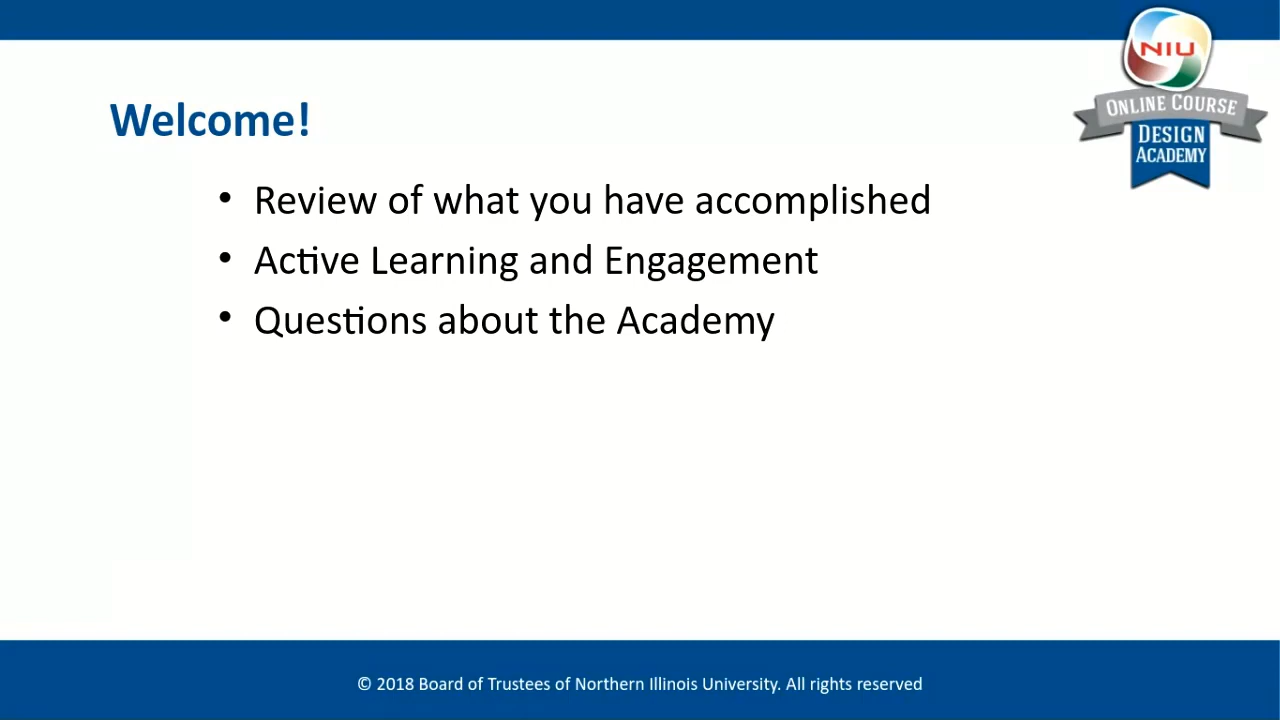 NIU
ONLINE COURSE
DESIGN
ACADEMY
Welcome!
• Review of what you have accomplished
• Active Learning and Engagement
• Questions about the Academy
© 2018 Board of Trustees of Northern Illinois University. All rights reserved